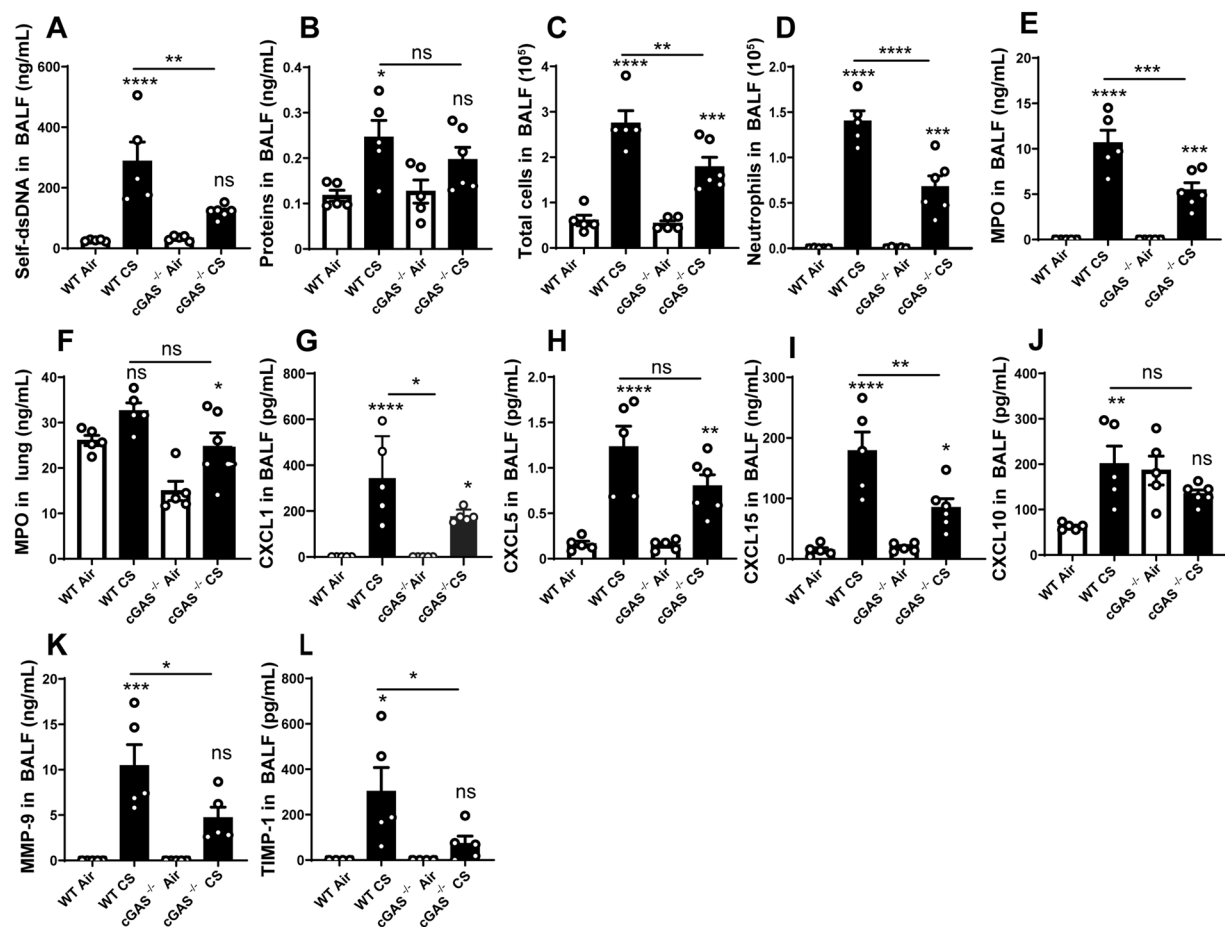 A
Self-dsDNA in BALF (ng/mL)
600
400
200
0
**
****
ns
WT Air
WT CS
cGAS -/- Air
cGAS -/- CS
B
Proteins in BALF (ng/mL)
0.4
0.3
0.2
0.1
0.0
ns
*
ns
WT Air
WT CS
cGAS -/- Air
cGAS -/- CS
C
Total cells in BALF (10⁵)
5
4
3
2
1
0
**
****
***
WT Air
WT CS
cGAS -/- Air
cGAS -/- CS
D
Neutrophils in BALF (10⁵)
2.0
1.5
1.0
0.5
0.0
****
****
***
WT Air
WT CS
cGAS -/- Air
cGAS -/- CS
E
MPO in BALF (ng/mL)
20
15
10
5
0
***
****
***
WT Air
WT CS
cGAS -/- Air
cGAS -/- CS
F
MPO in lung (ng/mL)
40
30
20
10
0
ns
ns
*
WT Air
WT CS
cGAS -/- Air
cGAS -/- CS
G
CXCL1 in BALF (pg/mL)
800
600
400
200
0
*
****
*
WT Air
WT CS
cGAS -/- Air
cGAS -/- CS
H
CXCL5 in BALF (pg/mL)
2.0
1.5
1.0
0.5
0.0
ns
****
**
WT Air
WT CS
cGAS -/- Air
cGAS -/- CS
I
CXCL15 in BALF (ng/mL)
300
200
100
0
**
****
*
WT Air
WT CS
cGAS -/- Air
cGAS -/- CS
J
CXCL10 in BALF (pg/mL)
400
300
200
100
0
ns
**
ns
WT Air
WT CS
cGAS -/- Air
cGAS -/- CS
K
MMP-9 in BALF (ng/mL)
20
15
10
5
0
*
***
ns
WT Air
WT CS
cGAS -/- Air
cGAS -/- CS
L
TIMP-1 in BALF (pg/mL)
800
600
400
200
0
*
*
ns
WT Air
WT CS
cGAS -/- Air
cGAS -/- CS